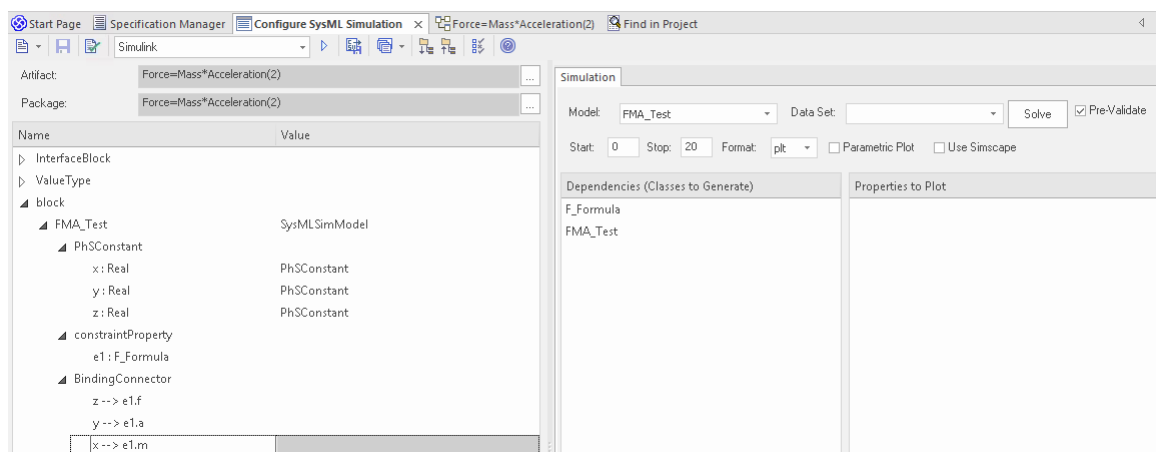 Start Page Specification Manager Configure SysML Simulation × Force=Mass*Acceleration(2) Find in Project
Simulink
Artifact: Force=Mass*Acceleration(2) ...
Package: Force=Mass*Acceleration(2) ...
Name Value
InterfaceBlock
ValueType
block
FMA_Test SysMLSimModel
PhSConstant
x : Real PhSConstant
y : Real PhSConstant
z : Real PhSConstant
constraintProperty
e1 : F_Formula
BindingConnector
z --> e1.f
y --> e1.a
x --> e1.m
Simulation
Model: FMA_Test Data Set: Solve Pre-Validate
Start: 0 Stop: 20 Format: plt Parametric Plot Use Simscape
Dependencies (Classes to Generate) Properties to Plot
F_Formula
FMA_Test